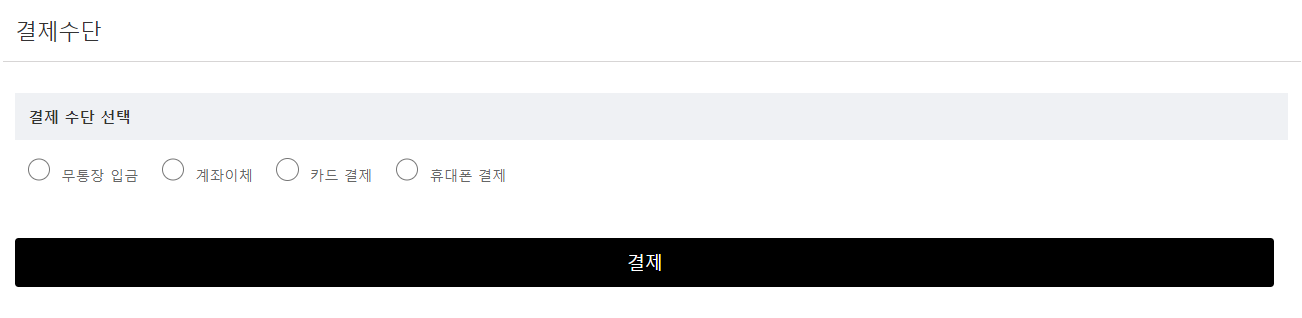 결제수단
결제 수단 선택
무통장 입금 계좌이체 카드 결제 휴대폰 결제
결제